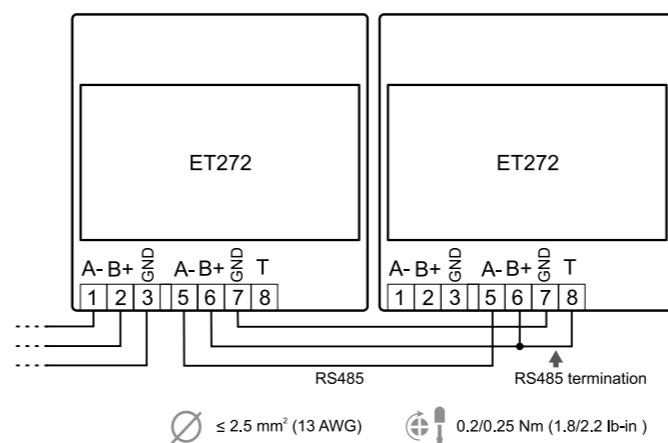 ET272 ET272
A- B+ GND A- B+ GND T A- B+ GND A- B+ GND T
1 2 3 5 6 7 8 1 2 3 5 6 7 8
RS485 RS485 termination
≤ 2.5 mm² (13 AWG) 0.2/0.25 Nm (1.8/2.2 lb-in )